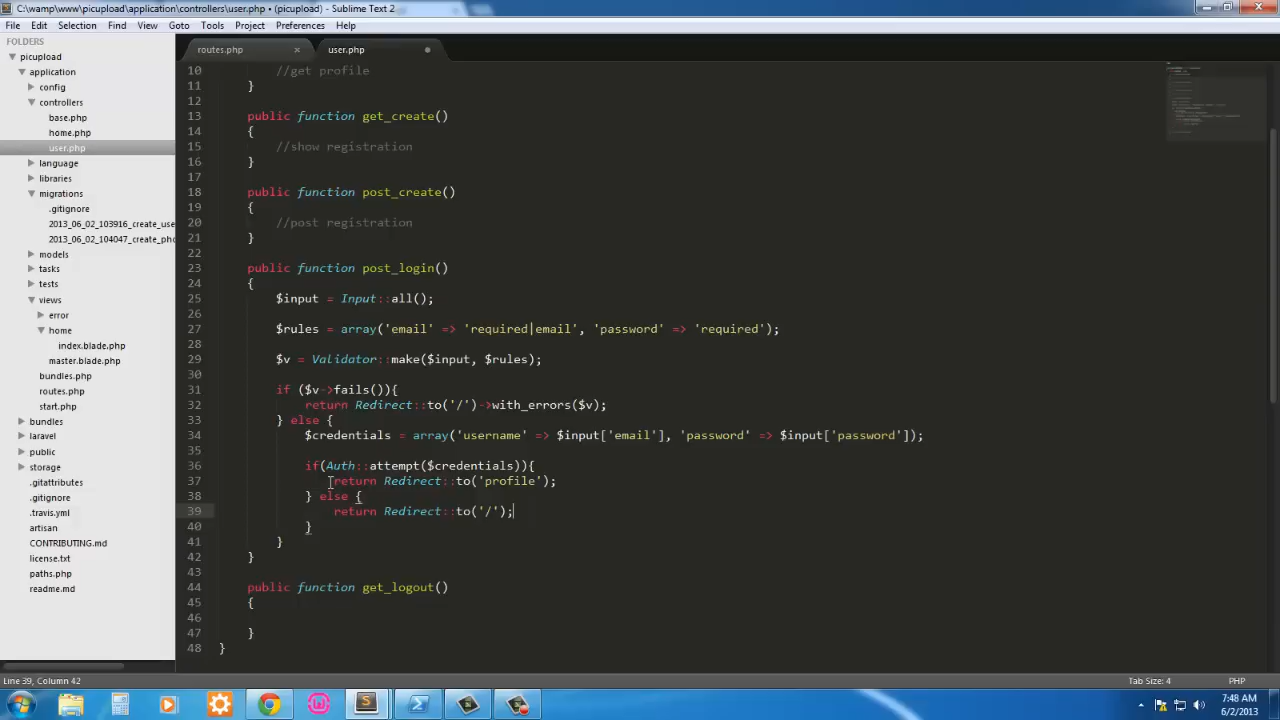 C:\wamp\www\picupload\application\controllers\user.php • (picupload) - Sublime Text 2
File Edit Selection Find View Goto Tools Project Preferences Help
FOLDERS
picupload
application
config
controllers
base.php
home.php
user.php
language
libraries
migrations
.gitignore
2013_06_02_103916_create_use
2013_06_02_104047_create_pho
models
tasks
tests
views
error
home
index.blade.php
master.blade.php
bundles.php
routes.php
start.php
bundles
laravel
public
storage
.gitattributes
.gitignore
.travis.yml
artisan
CONTRIBUTING.md
license.txt
paths.php
readme.md
routes.php × user.php
10 //get profile
11 }
12
13 public function get_create()
14 {
15 //show registration
16 }
17
18 public function post_create()
19 {
20 //post registration
21 }
22
23 public function post_login()
24 {
25 $input = Input::all();
26
27 $rules = array('email' => 'required|email', 'password' => 'required');
28
29 $v = Validator::make($input, $rules);
30
31 if ($v->fails()){
32 return Redirect::to('/')->with_errors($v);
33 } else {
34 $credentials = array('username' => $input['email'], 'password' => $input['password']);
35
36 if(Auth::attempt($credentials)){
37 return Redirect::to('profile');
38 } else {
39 return Redirect::to('/');
40 }
41 }
42 }
43
44 public function get_logout()
45 {
46
47 }
48 }
Line 39, Column 42 Tab Size: 4 PHP
7:48 AM
6/2/2013